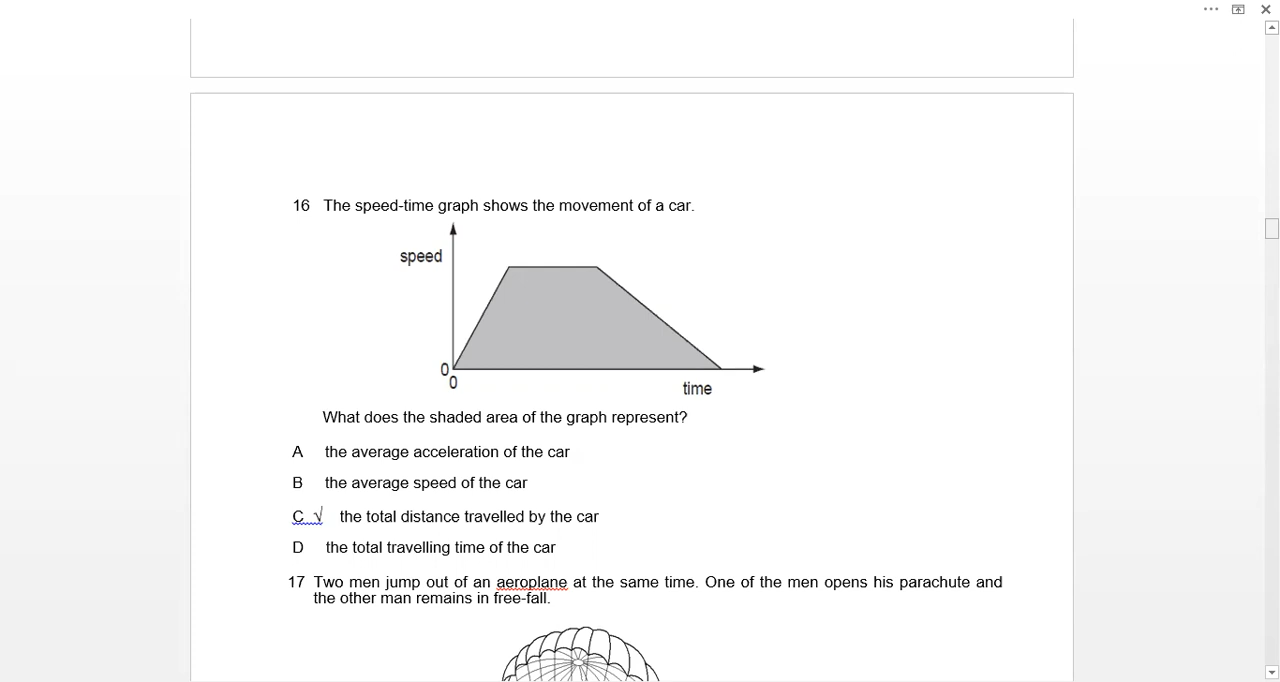 16 The speed-time graph shows the movement of a car.
speed
0
0
time
What does the shaded area of the graph represent?
A the average acceleration of the car
B the average speed of the car
C √ the total distance travelled by the car
D the total travelling time of the car
17 Two men jump out of an aeroplane at the same time. One of the men opens his parachute and
the other man remains in free-fall.